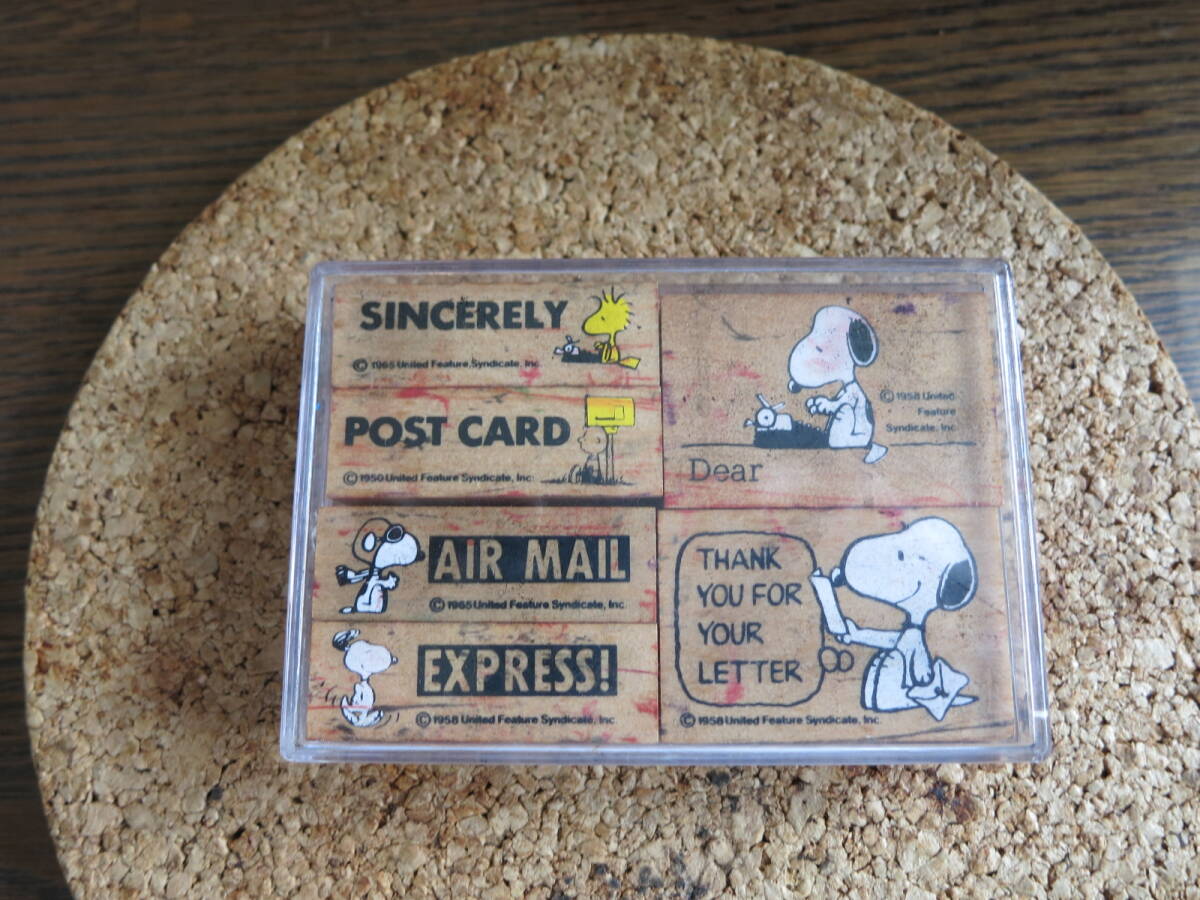 SINCERELY
© 1965 United Feature Syndicate, Inc.
POST CARD
© 1950 United Feature Syndicate, Inc.
AIR MAIL
© 1965 United Feature Syndicate, Inc.
EXPRESS!
© 1958 United Feature Syndicate, Inc.
© 1958 United
Feature
Syndicate, Inc.
Dear
THANK
YOU FOR
YOUR
LETTER
© 1958 United Feature Syndicate, Inc.